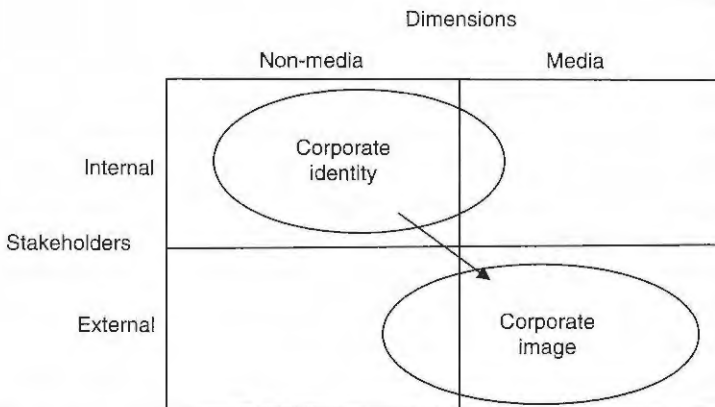 Dimensions
Non-media Media
Internal
Corporate
identity
Stakeholders
External
Corporate
image